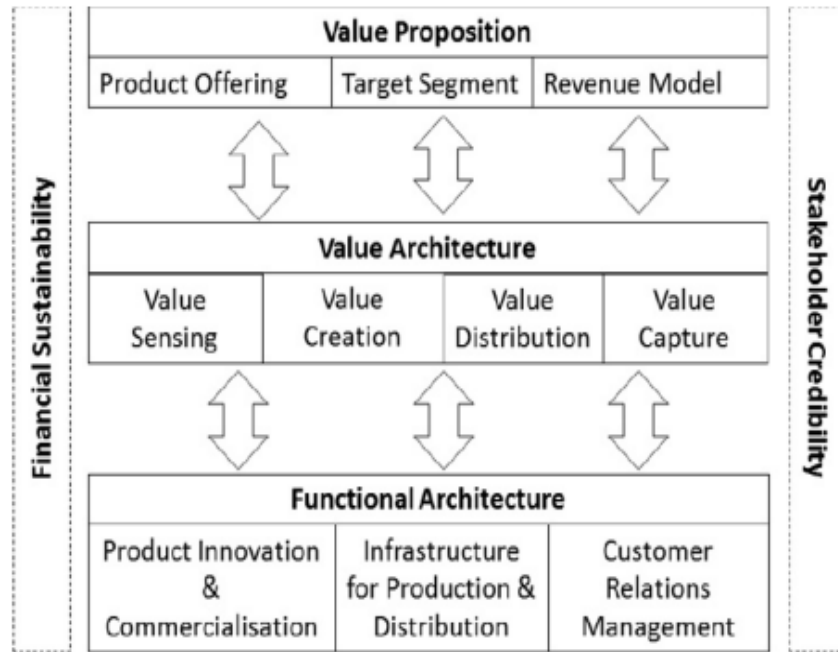 Value Proposition
Product Offering
Target Segment
Revenue Model
Value Architecture
Value
Sensing
Value
Creation
Value
Distribution
Value
Capture
Functional Architecture
Product Innovation
&
Commercialisation
Infrastructure
for Production &
Distribution
Customer
Relations
Management
Financial Sustainability
Stakeholder Credibility